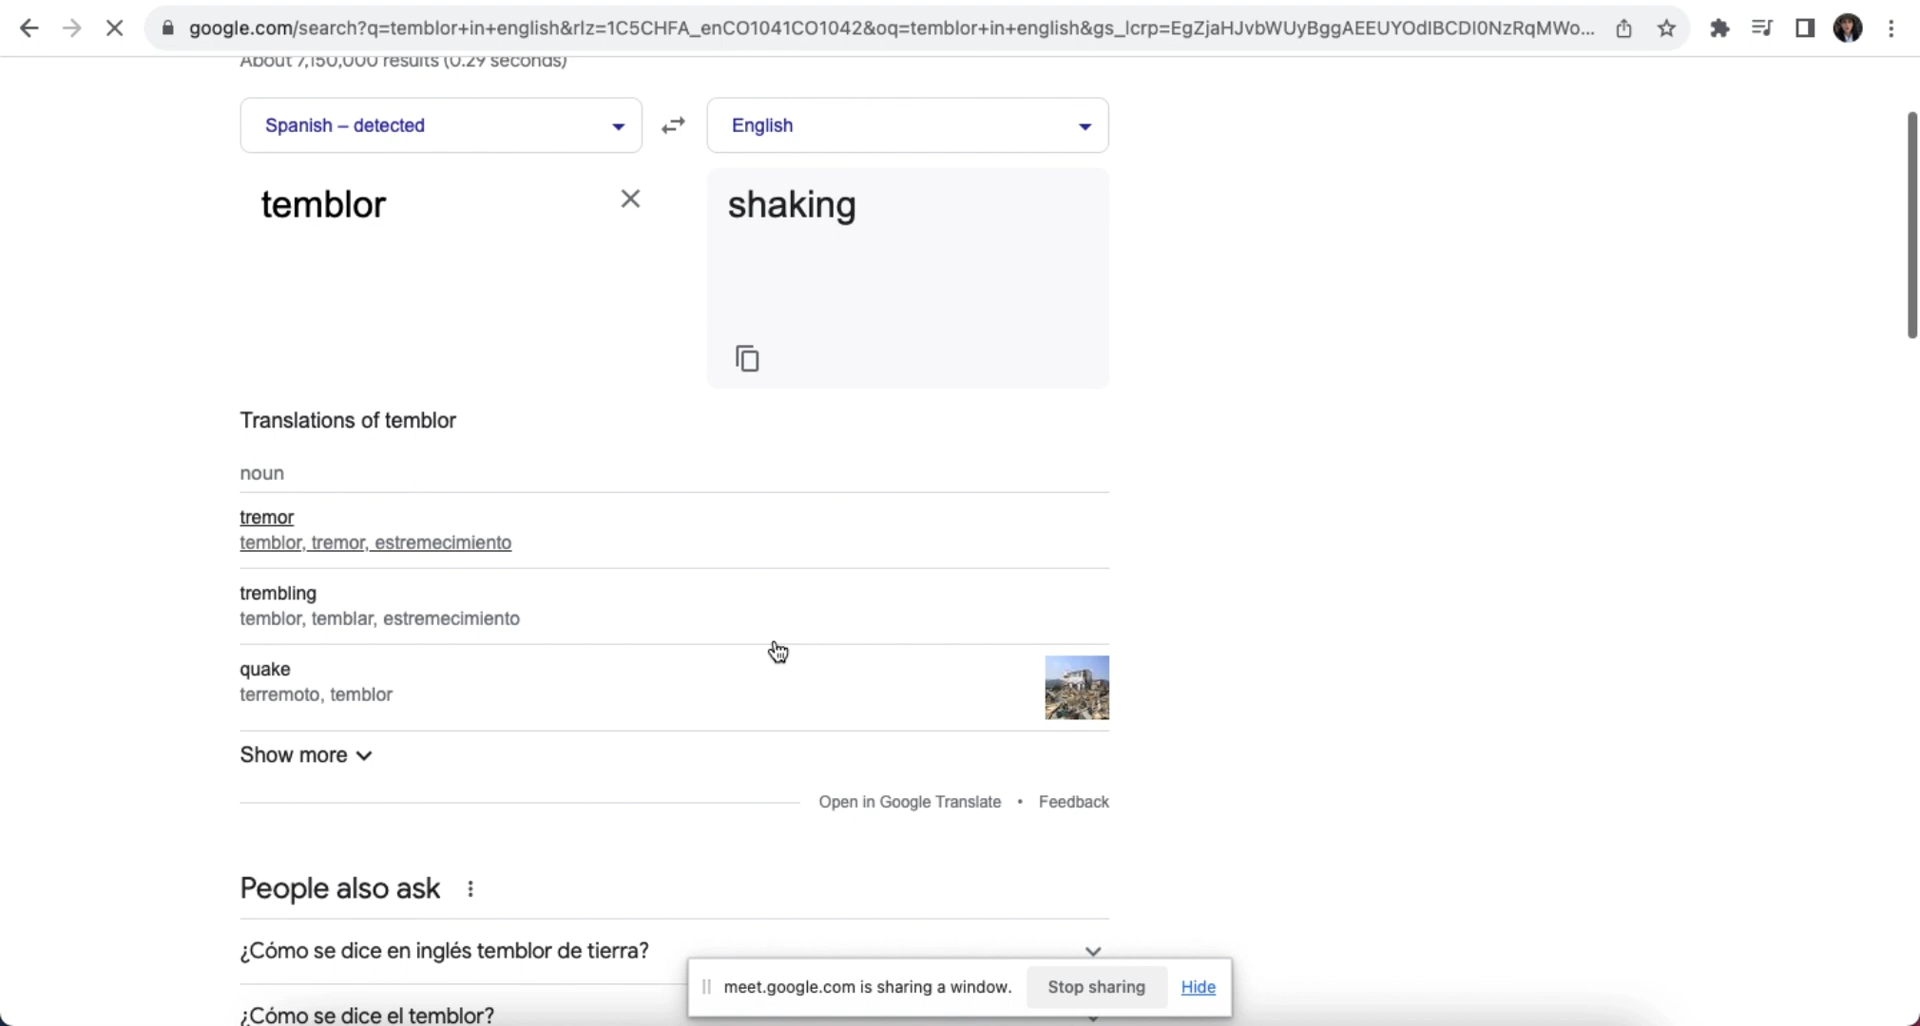 google.com/search?q=temblor+in+english&rlz=1C5CHFA_enCO1041CO1042&oq=temblor+in+english&gs_lcrp=EgZjaHJvbWUyBggAEEUYOdIBCDI0NzRqMWo...
About 7,150,000 results (0.29 seconds)
Spanish – detected
English
temblor
shaking
Translations of temblor
noun
tremor
temblor, tremor, estremecimiento
trembling
temblor, temblar, estremecimiento
quake
terremoto, temblor
Show more
Open in Google Translate • Feedback
People also ask
¿Cómo se dice en inglés temblor de tierra?
meet.google.com is sharing a window. Stop sharing Hide
¿Cómo se dice el temblor?